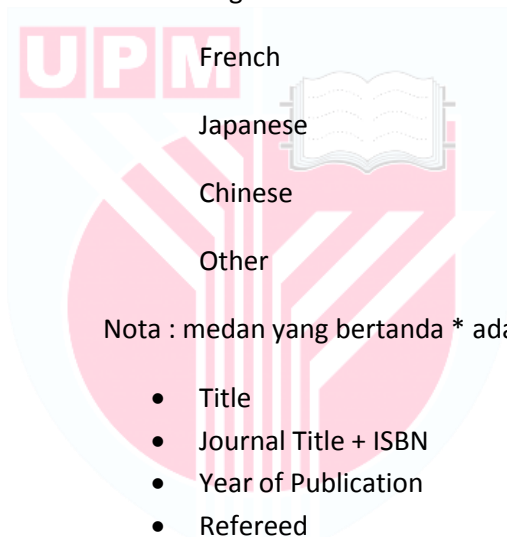 UPM
French
Japanese
Chinese
Other
Nota : medan yang bertanda * ada
• Title
• Journal Title + ISBN
• Year of Publication
• Refereed